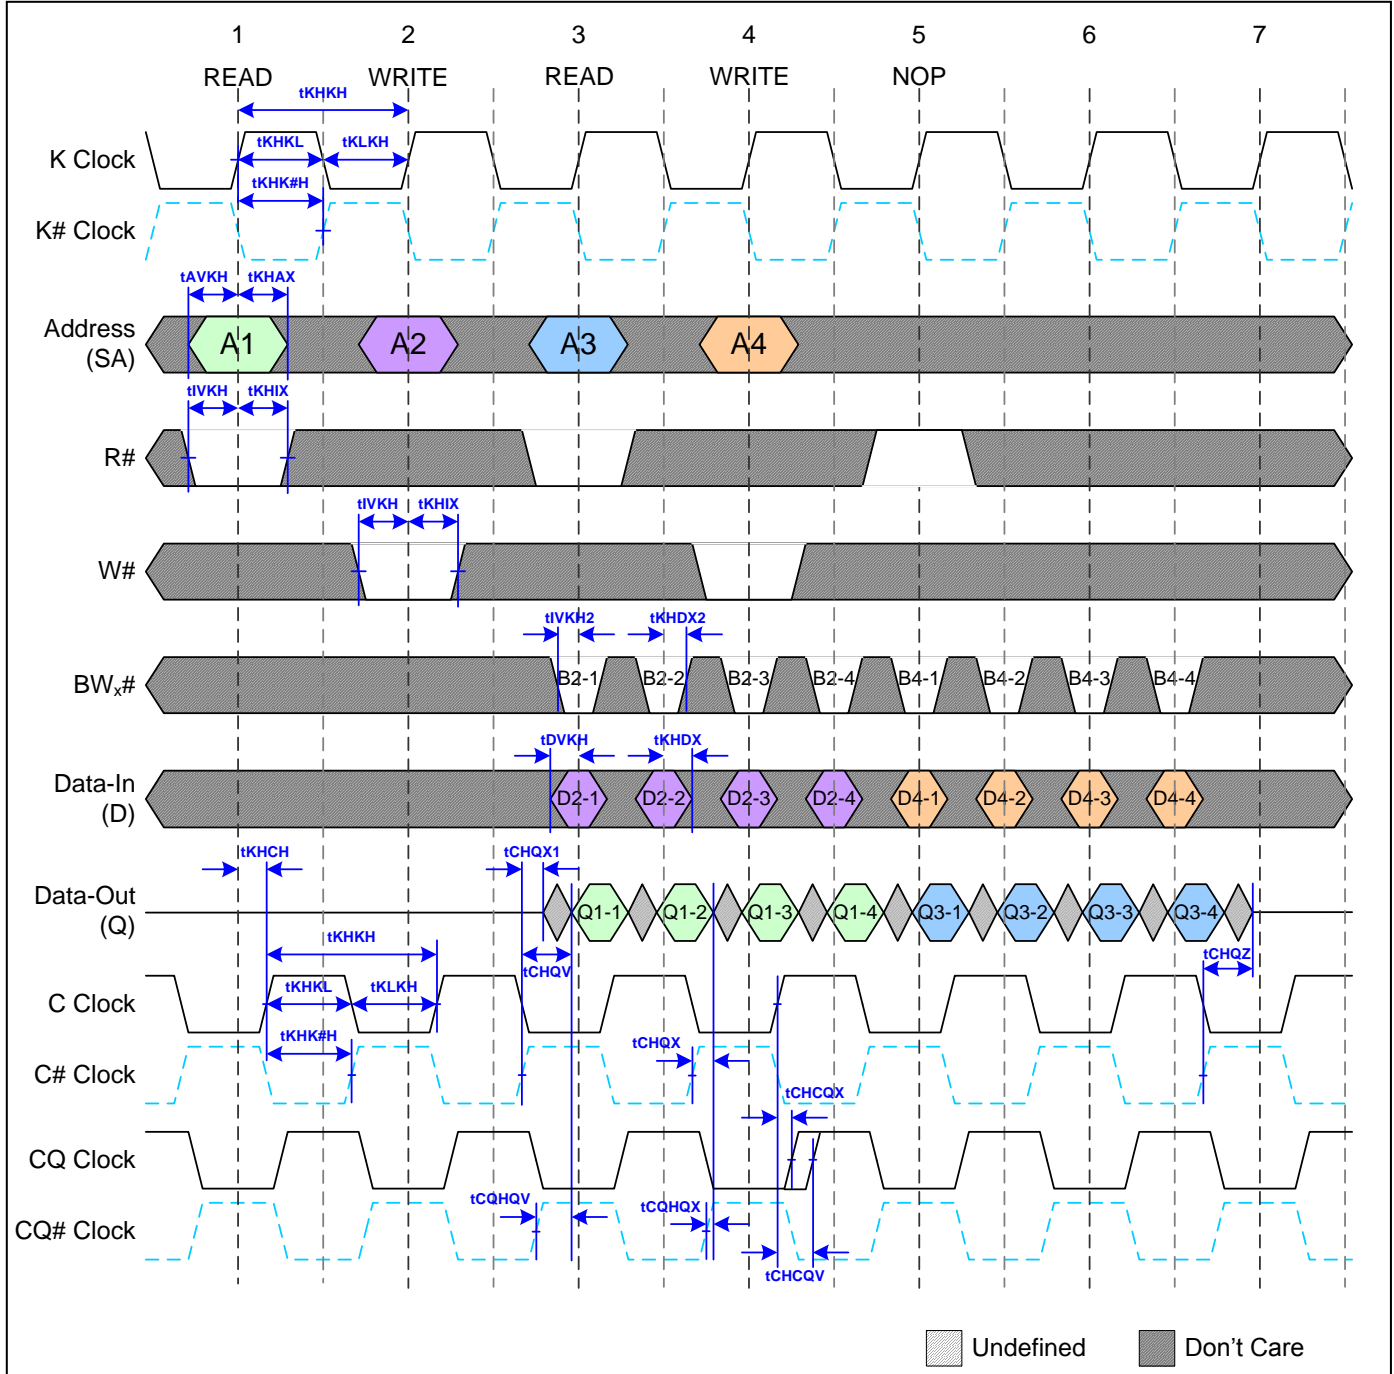 1 2 3 4 5 6 7
READ WRITE READ WRITE NOP
tKHKH
K Clock
tKHKL tKLKH
tKHK#H
K# Clock
tAVKH tKHAX
Address
(SA)
A1 A2 A3 A4
tIVKH tKHIX
R#
tIVKH tKHIX
W#
tIVKH2 tKHDX2
BWx#
B2-1 B2-2 B2-3 B2-4 B4-1 B4-2 B4-3 B4-4
tDVKH tKHDX
Data-In
(D)
D2-1 D2-2 D2-3 D2-4 D4-1 D4-2 D4-3 D4-4
tKHCH tCHQX1
Data-Out
(Q)
Q1-1 Q1-2 Q1-3 Q1-4 Q3-1 Q3-2 Q3-3 Q3-4
tKHKH tCHQV tCHQZ
C Clock
tKHKL tKLKH
tKHK#H tCHQX
C# Clock
tCHCQX
CQ Clock
tCQHQV tCQHQX
CQ# Clock
tCHCQV
Undefined Don't Care